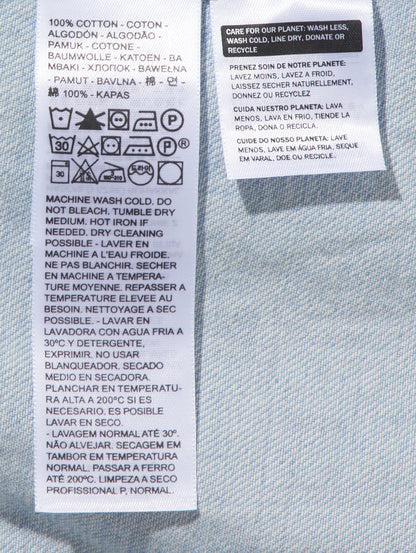 100% COTTON - COTON -
ALGODÓN - ALGODÃO -
PAMUK - COTONE -
BAUMWOLLE - KATOEN - BA
MBAKI - ХЛОПОК - BAWEŁNA
- PAMUT - BAVLNA - 棉 - 면 -
綿 100% - KAPAS
P
30
P
®
30
드라이
MACHINE WASH COLD. DO
NOT BLEACH. TUMBLE DRY
MEDIUM. HOT IRON IF
NEEDED. DRY CLEANING
POSSIBLE - LAVER EN
MACHINE A L'EAU FROIDE.
NE PAS BLANCHIR. SECHER
EN MACHINE A TEMPERA-
TURE MOYENNE. REPASSER A
TEMPERATURE ELEVEE AU
BESOIN. NETTOYAGE A SEC
POSSIBLE. - LAVAR EN
LAVADORA CON AGUA FRIA A
30ºC Y DETERGENTE,
EXPRIMIR. NO USAR
BLANQUEADOR. SECADO
MEDIO EN SECADORA.
PLANCHAR EN TEMPERATU-
RA ALTA A 200ºC SI ES
NECESARIO. ES POSIBLE
LAVAR EN SECO.
- LAVAGEM NORMAL ATÉ 30º.
NÃO ALVEJAR. SECAGEM EM
TAMBOR EM TEMPERATURA
NORMAL. PASSAR A FERRO
ATÉ 200ºC. LIMPEZA A SECO
PROFISSIONAL P, NORMAL.
CARE FOR OUR PLANET: WASH LESS,
WASH COLD, LINE DRY, DONATE OR
RECYCLE
PRENEZ SOIN DE NOTRE PLANETE:
LAVEZ MOINS, LAVEZ A FROID,
LAISSEZ SECHER NATURELLEMENT,
DONNEZ OU RECYCLEZ
CUIDA NUESTRO PLANETA: LAVA
MENOS, LAVA EN FRIO, TIENDE LA
ROPA, DONA O RICICLA.
CUIDE DO NOSSO PLANETA: LAVE
MENOS, LAVE EM ÁGUA FRIA, SEQUE
EM VARAL, DOE OU RECICLE.